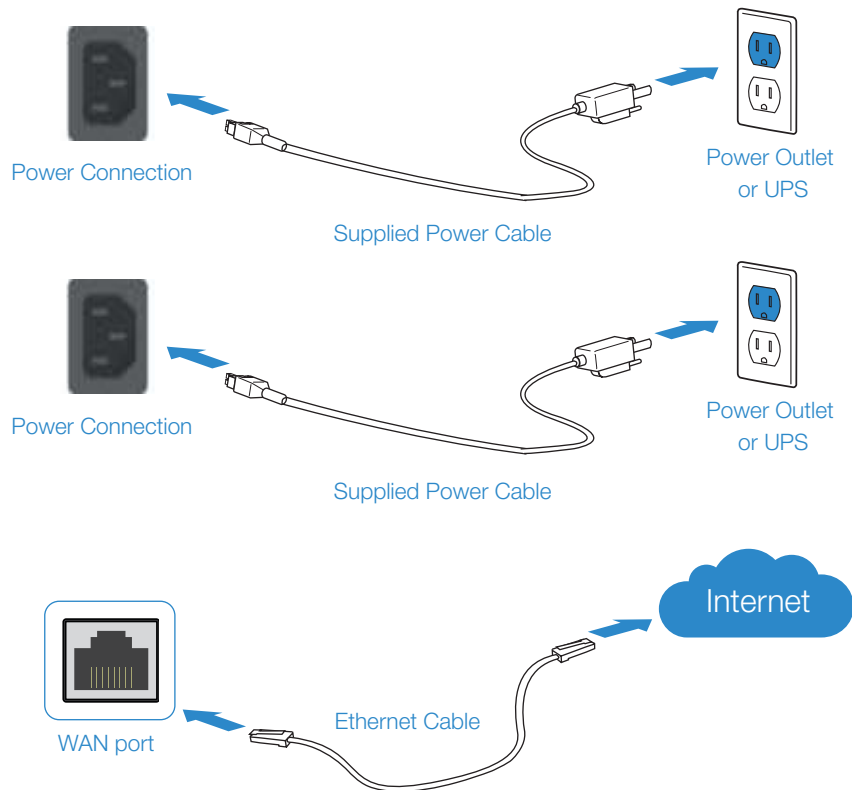 Power Connection
Power Outlet
or UPS
Supplied Power Cable
Power Connection
Power Outlet
or UPS
Supplied Power Cable
Internet
Ethernet Cable
WAN port